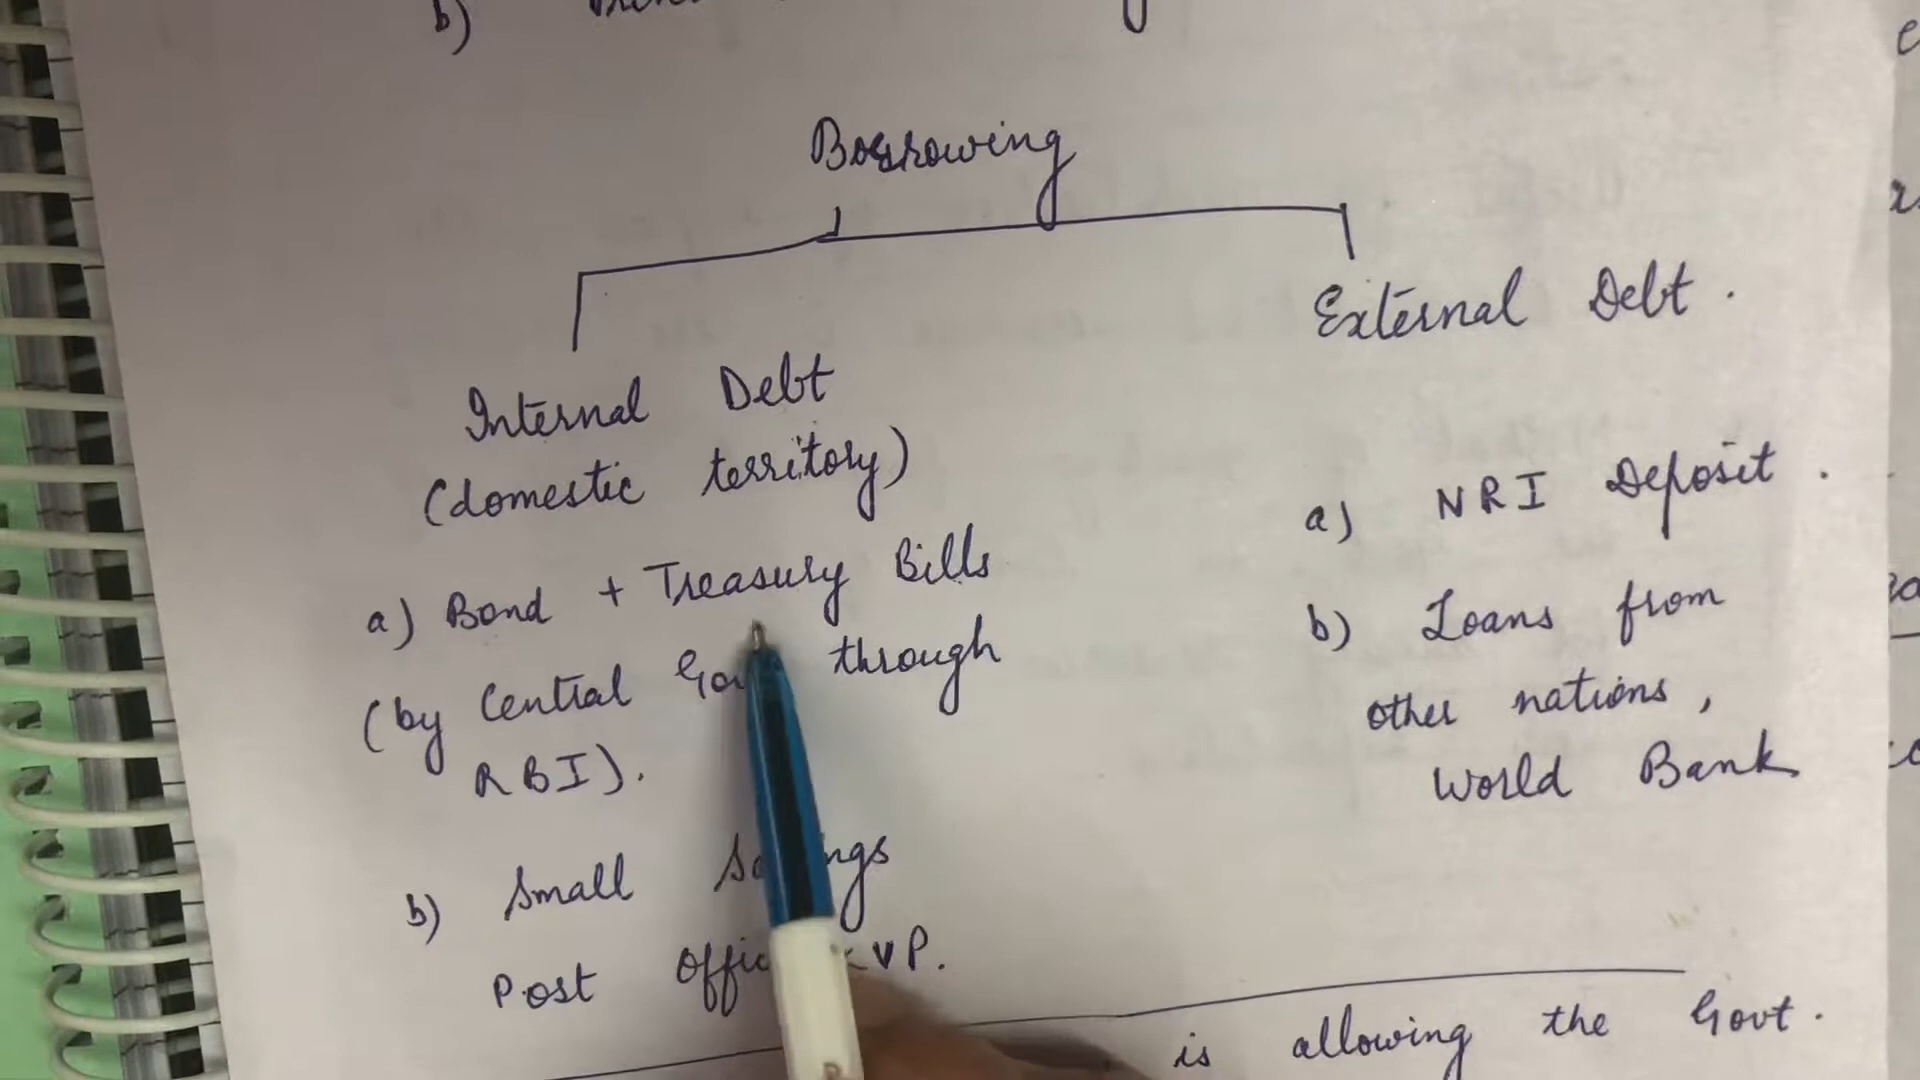 b)
Borrowing
Internal Debt
(domestic territory)
a) Bond + Treasury Bills
(by Central through
RBI).
b) Small
Post VP.
External Debt.
a) NRI Deposit.
b) Loans from
other nations,
World Bank
is allowing the Govt.